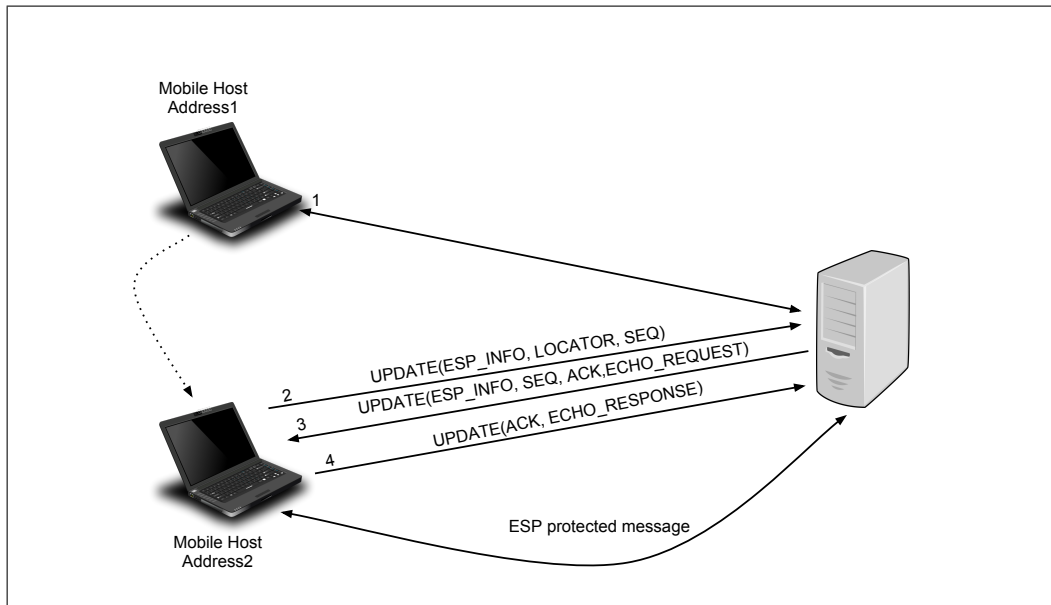 Mobile Host
Address1
1
UPDATE(ESP_INFO, LOCATOR, SEQ)
2
UPDATE(ESP_INFO, SEQ, ACK,ECHO_REQUEST)
3
UPDATE(ACK, ECHO_RESPONSE)
4
ESP protected message
Mobile Host
Address2